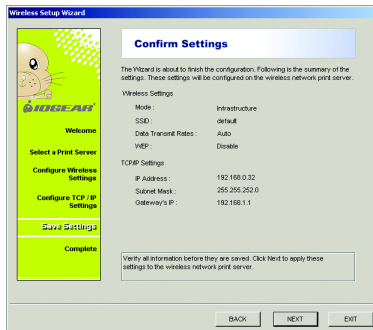 Wireless Setup Wizard
IOGEAR
Welcome
Select a Print Server
Configure Wireless
Settings
Configure TCP / IP
Settings
Save Settings
Complete
Confirm Settings
The Wizard is about to finish the configuration. Following is the summary of the
settings. These settings will be configured on the wireless network print server.
Wireless Settings
Mode : Infrastructure
SSID : default
Data Transmit Rates : Auto
WEP : Disable
TCP/IP Settings
IP Address : 192.168.0.32
Subnet Mask : 255.255.252.0
Gateway's IP : 192.168.1.1
Verify all information before they are saved. Click Next to apply these
settings to the wireless network print server.
BACK NEXT EXIT